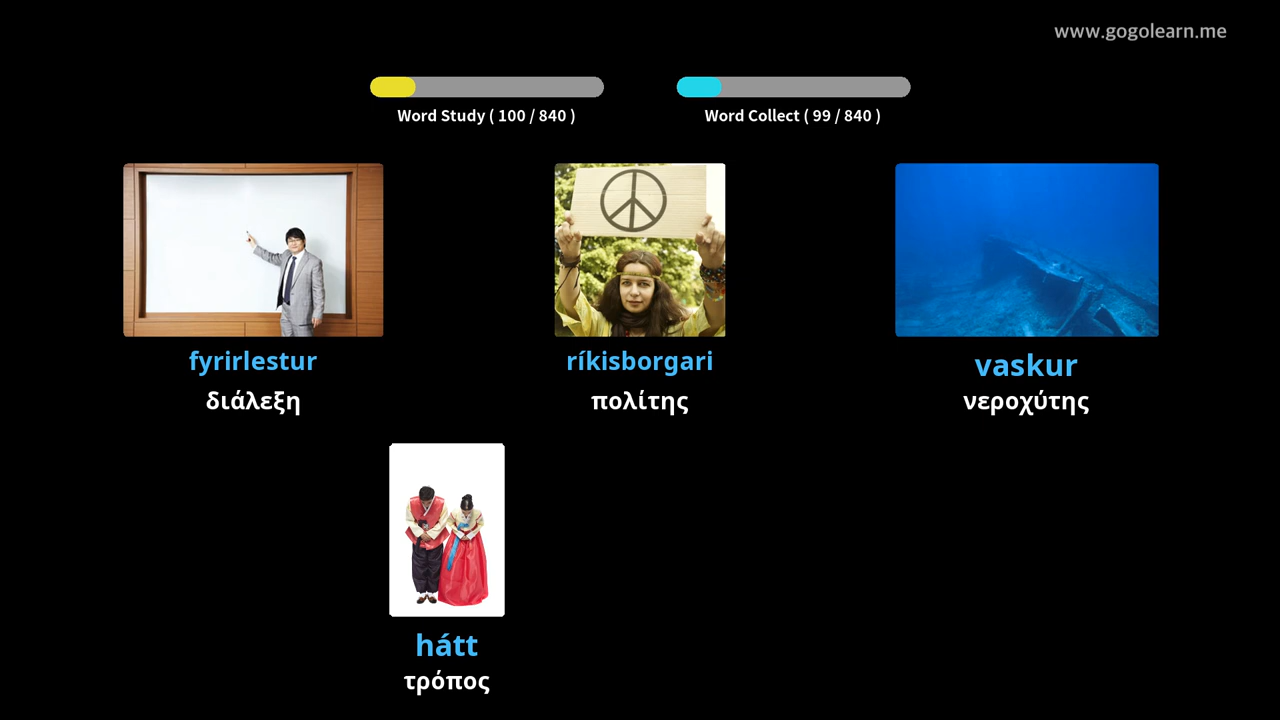 www.gogolearn.me
Word Study ( 100 / 840 )
Word Collect ( 99 / 840 )
fyrirlestur
διάλεξη
ríkisborgari
πολίτης
vaskur
νεροχύτης
hátt
τρόπος